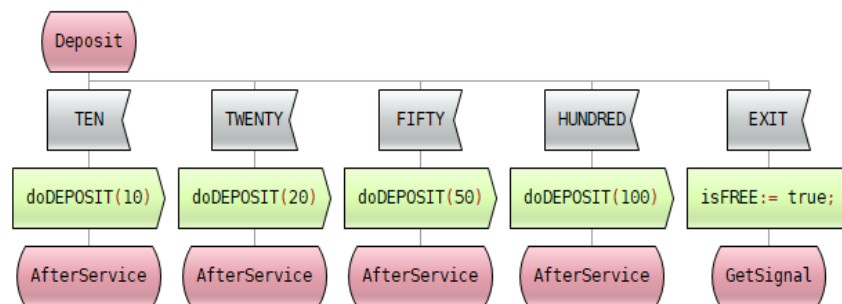 Deposit
TEN TWENTY FIFTY HUNDRED EXIT
doDEPOSIT(10) doDEPOSIT(20) doDEPOSIT(50) doDEPOSIT(100) isFREE:= true;
AfterService AfterService AfterService AfterService GetSignal